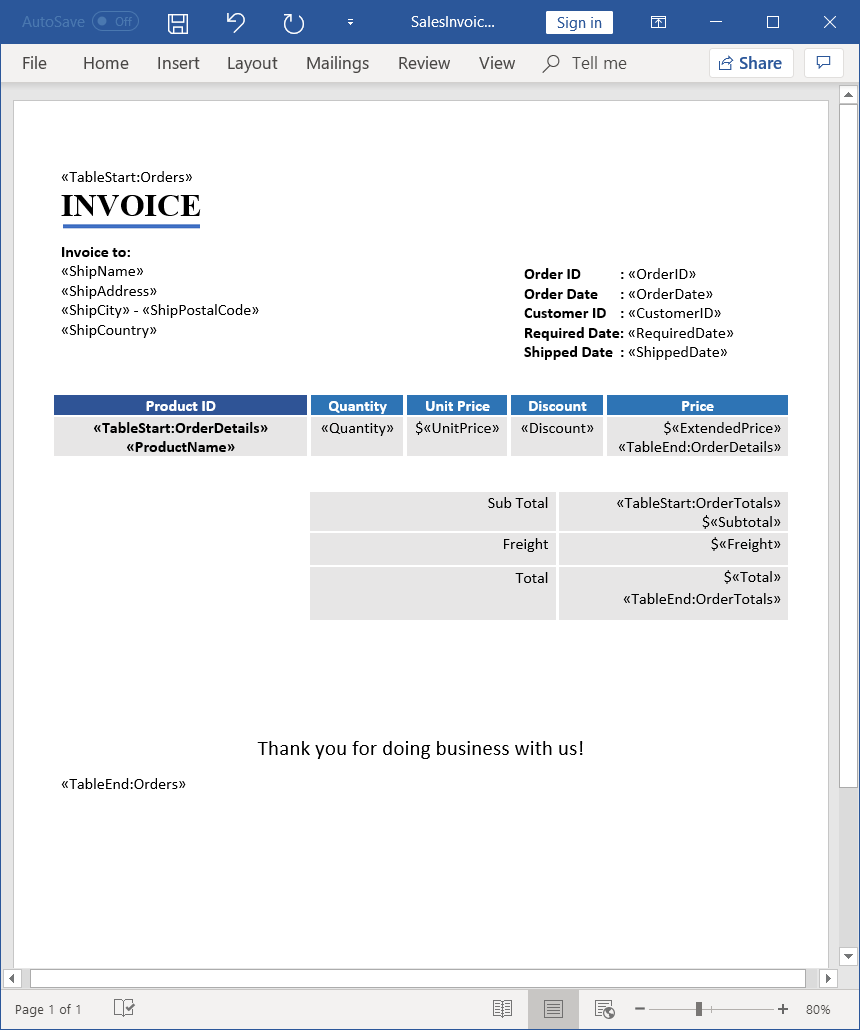 AutoSave Off SalesInvoic... Sign in
File Home Insert Layout Mailings Review View Tell me Share
«TableStart:Orders»
INVOICE
Invoice to:
«ShipName»
«ShipAddress»
«ShipCity» - «ShipPostalCode»
«ShipCountry»
Order ID : «OrderID»
Order Date : «OrderDate»
Customer ID : «CustomerID»
Required Date: «RequiredDate»
Shipped Date : «ShippedDate»
Product ID Quantity Unit Price Discount Price
«TableStart:OrderDetails» «Quantity» $«UnitPrice» «Discount» $«ExtendedPrice»
«ProductName» «TableEnd:OrderDetails»
Sub Total «TableStart:OrderTotals»
$«Subtotal»
Freight $«Freight»
Total $«Total»
«TableEnd:OrderTotals»
Thank you for doing business with us!
«TableEnd:Orders»
Page 1 of 1 80%